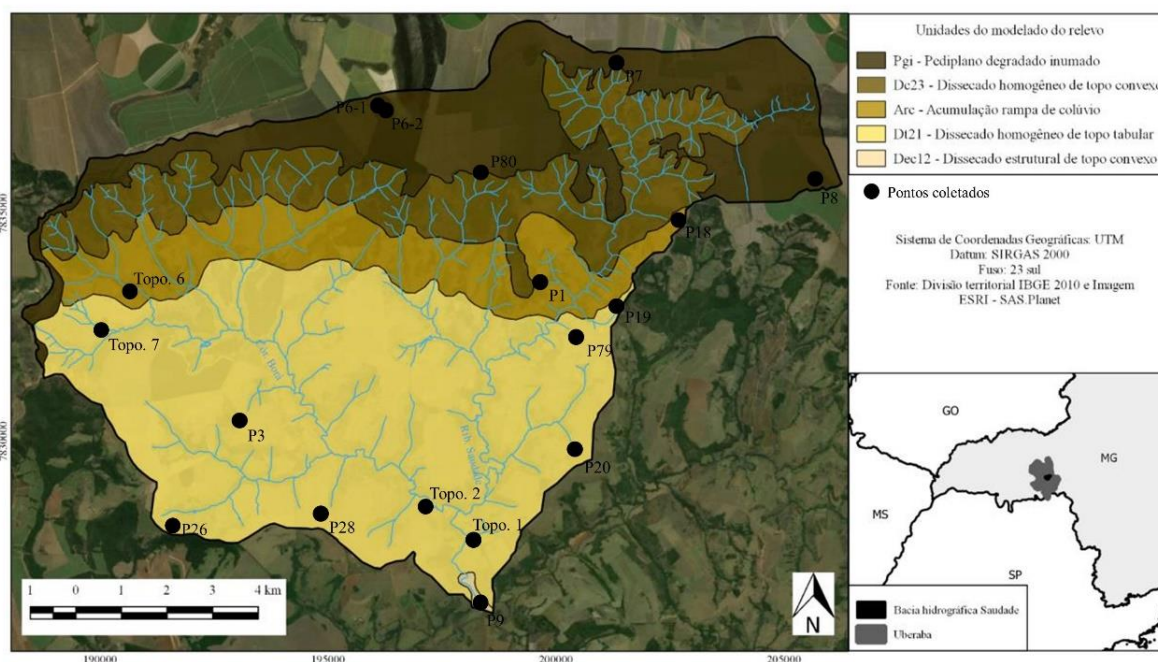 Unidades do modelado do relevo
Pgi - Pediplano degradado inumado
Dc23 - Dissecado homogêneo de topo convexo
Arc - Acumulação rampa de colúvio
Dt21 - Dissecado homogêneo de topo tabular
Dec12 - Dissecado estrutural de topo convexo
Pontos coletados
Sistema de Coordenadas Geográficas: UTM
Datum: SIRGAS 2000
Fuso: 23 sul
Fonte: Divisão territorial IBGE 2010 e Imagem
ESRI - SAS.Planet
P7
P6-1
P6-2
P80
P8
P18
Topo. 6
P1
P19
Topo. 7
P79
Borá
P3
Rib. Saudade
P20
Topo. 2
P26
P28
Topo. 1
P9
7835000
7830000
1 0 1 2 3 4 km
N
190000 195000 200000 205000
GO
MG
MS
SP
Bacia hidrográfica Saudade
Uberaba